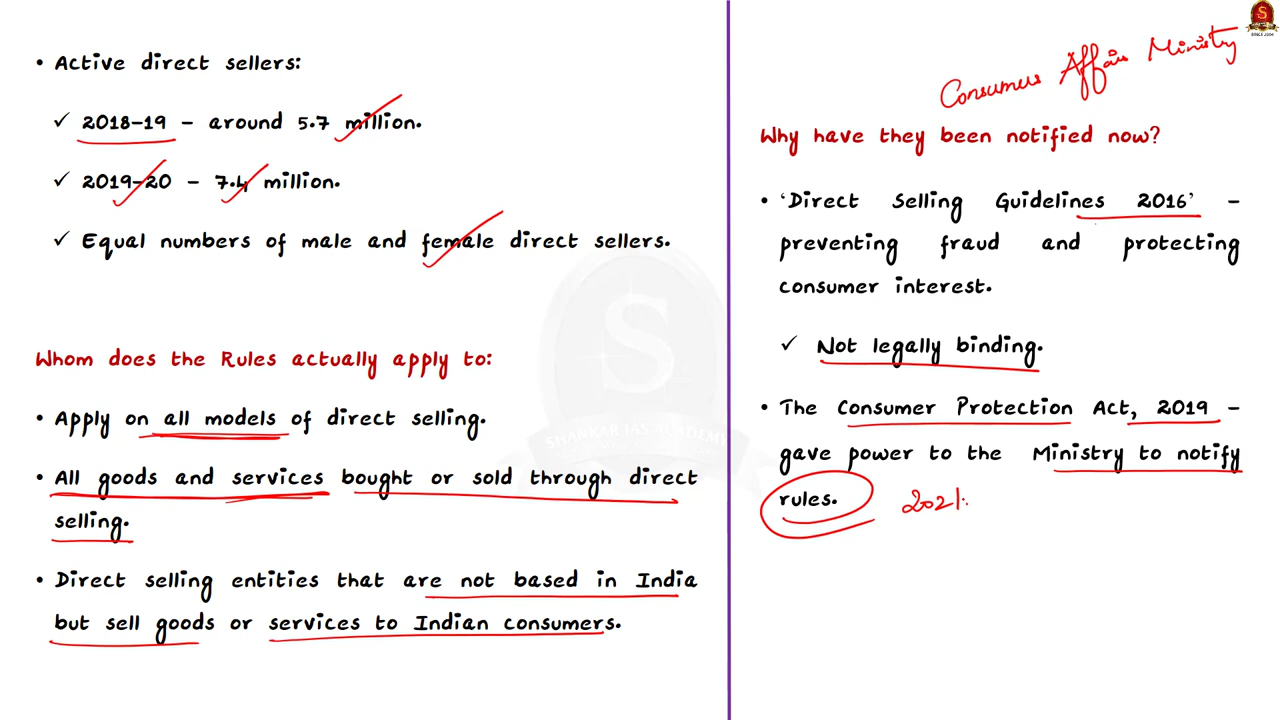 • Active direct sellers:
✓ 2018-19 – around 5.7 million.
✓ 2019-20 – 7.4 million.
✓ Equal numbers of male and female direct sellers.
Whom does the Rules actually apply to:
• Apply on all models of direct selling.
• All goods and services bought or sold through direct
selling.
• Direct selling entities that are not based in India
but sell goods or services to Indian consumers.
Consumer Affairs Ministry
Why have they been notified now?
• ‘Direct Selling Guidelines 2016’ –
preventing fraud and protecting
consumer interest.
✓ Not legally binding.
• The Consumer Protection Act, 2019 –
gave power to the Ministry to notify
rules. 2021.
S
SHANKAR IAS ACADEMY
S
SINCE 2004